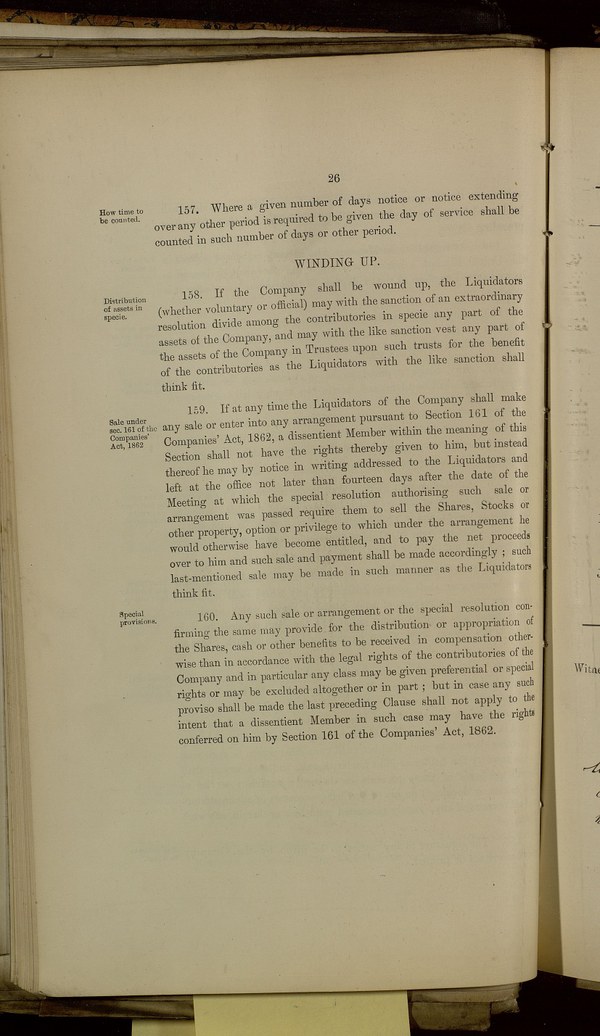 26
How time to
be counted.
157. Where a given number of days notice or notice extending
over any other period is required to be given the day of service shall be
counted in such number of days or other period.
WINDING UP.
Distribution
of assets in
specie.
158. If the Company shall be wound up, the Liquidators
(whether voluntary or official) may with the sanction of an extraordinary
resolution divide among the contributories in specie any part of the
assets of the Company, and may with the like sanction vest any part of
the assets of the Company in Trustees upon such trusts for the benefit
of the contributories as the Liquidators with the like sanction shall
think fit.
Sale under
sec. 161 of the
Companies'
Act, 1862
159. If at any time the Liquidators of the Company shall make
any sale or enter into any arrangement pursuant to Section 161 of the
Companies' Act, 1862, a dissentient Member within the meaning of this
Section shall not have the rights thereby given to him, but instead
thereof he may by notice in writing addressed to the Liquidators and
left at the office not later than fourteen days after the date of the
Meeting at which the special resolution authorising such sale or
arrangement was passed require them to sell the Shares, Stocks or
other property, option or privilege to which under the arrangement he
would otherwise have become entitled, and to pay the net proceeds
over to him and such sale and payment shall be made accordingly ; such
last-mentioned sale may be made in such manner as the Liquidators
think fit.
Special
provisions.
160. Any such sale or arrangement or the special resolution con-
firming the same may provide for the distribution or appropriation of
the Shares, cash or other benefits to be received in compensation other-
wise than in accordance with the legal rights of the contributories of the
Company and in particular any class may be given preferential or special
rights or may be excluded altogether or in part ; but in case any such
proviso shall be made the last preceding Clause shall not apply to the
intent that a dissentient Member in such case may have the rights
conferred on him by Section 161 of the Companies' Act, 1862.